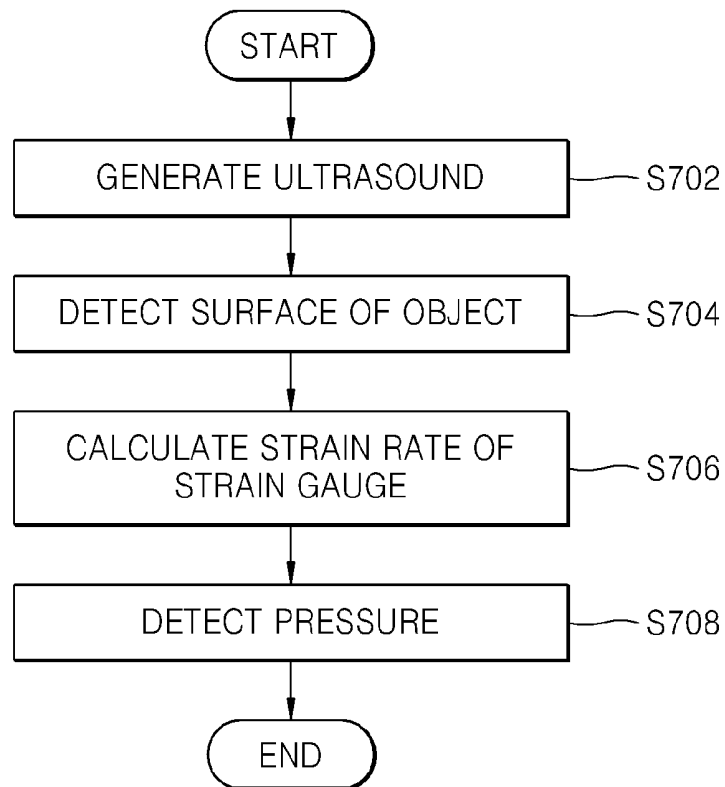 START
GENERATE ULTRASOUND
S702
DETECT SURFACE OF OBJECT
S704
CALCULATE STRAIN RATE OF
STRAIN GAUGE
S706
DETECT PRESSURE
S708
END